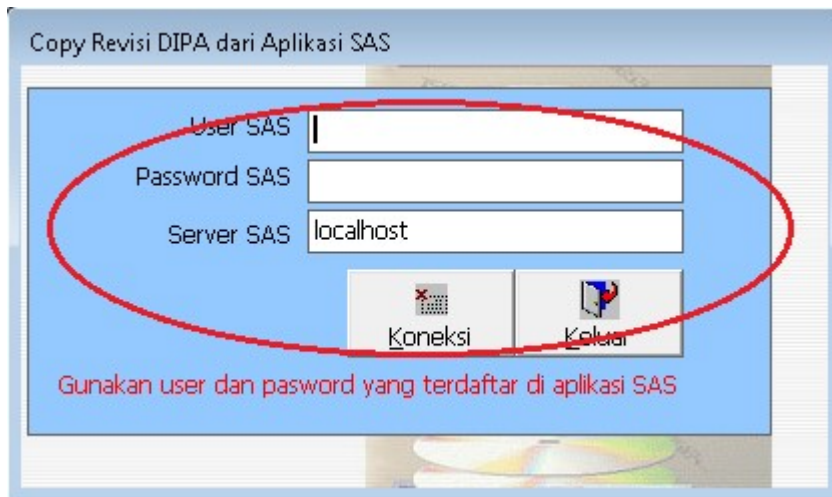 Copy Revisi DIPA dari Aplikasi SAS
User SAS
Password SAS
Server SAS localhost
Koneksi Keluar
Gunakan user dan pasword yang terdaftar di aplikasi SAS